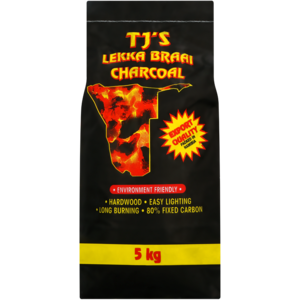 TJ'S
LEKKA BRAAI
CHARCOAL
EXPORT
QUALITY
• ENVIRONMENT FRIENDLY •
• HARDWOOD • EASY LIGHTING
• LONG BURNING • 80% FIXED CARBON
5 kg